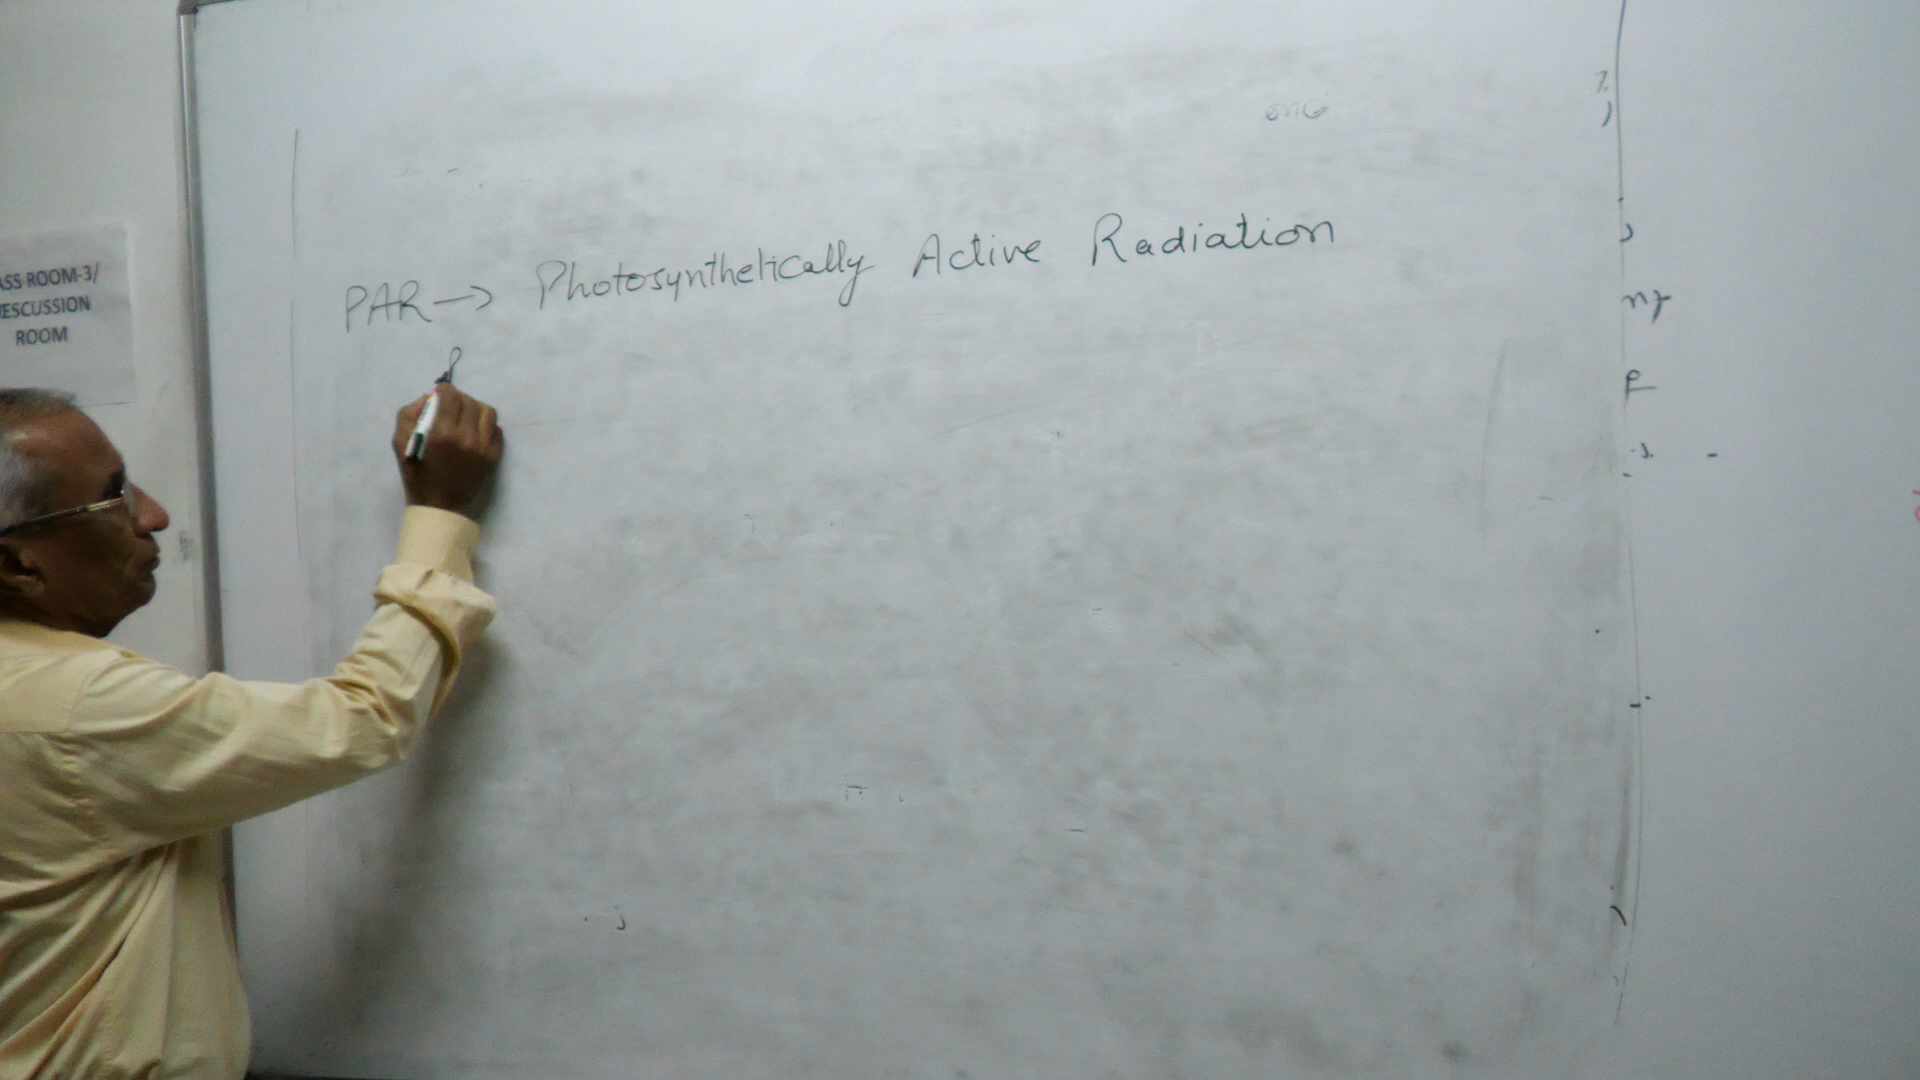 ASS ROOM-3/
ESCUSSION
ROOM
PAR → Photosynthetically Active Radiation
P